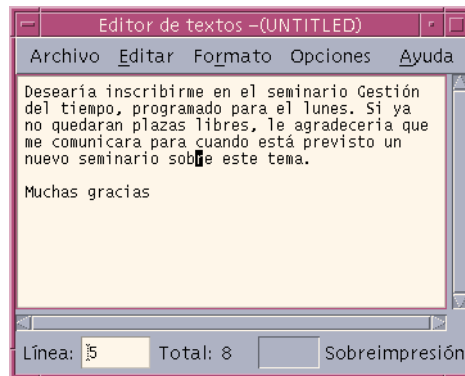 Editor de textos –(UNTITLED)
Archivo Editar Formato Opciones Ayuda
Desearía inscribirme en el seminario Gestión
del tiempo, programado para el lunes. Si ya
no quedaran plazas libres, le agradeceria que
me comunicara para cuando está previsto un
nuevo seminario sobre este tema.
Muchas gracias
Línea: 5 Total: 8 Sobreimpresión